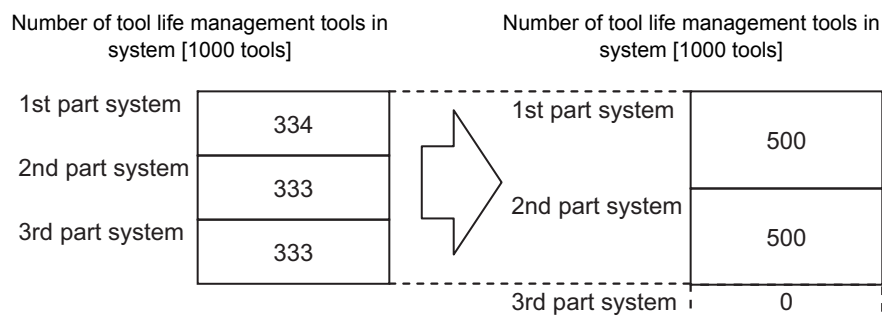 Number of tool life management tools in
system [1000 tools]
1st part system
334
2nd part system
333
3rd part system
333
Number of tool life management tools in
system [1000 tools]
1st part system
500
2nd part system
500
3rd part system
0